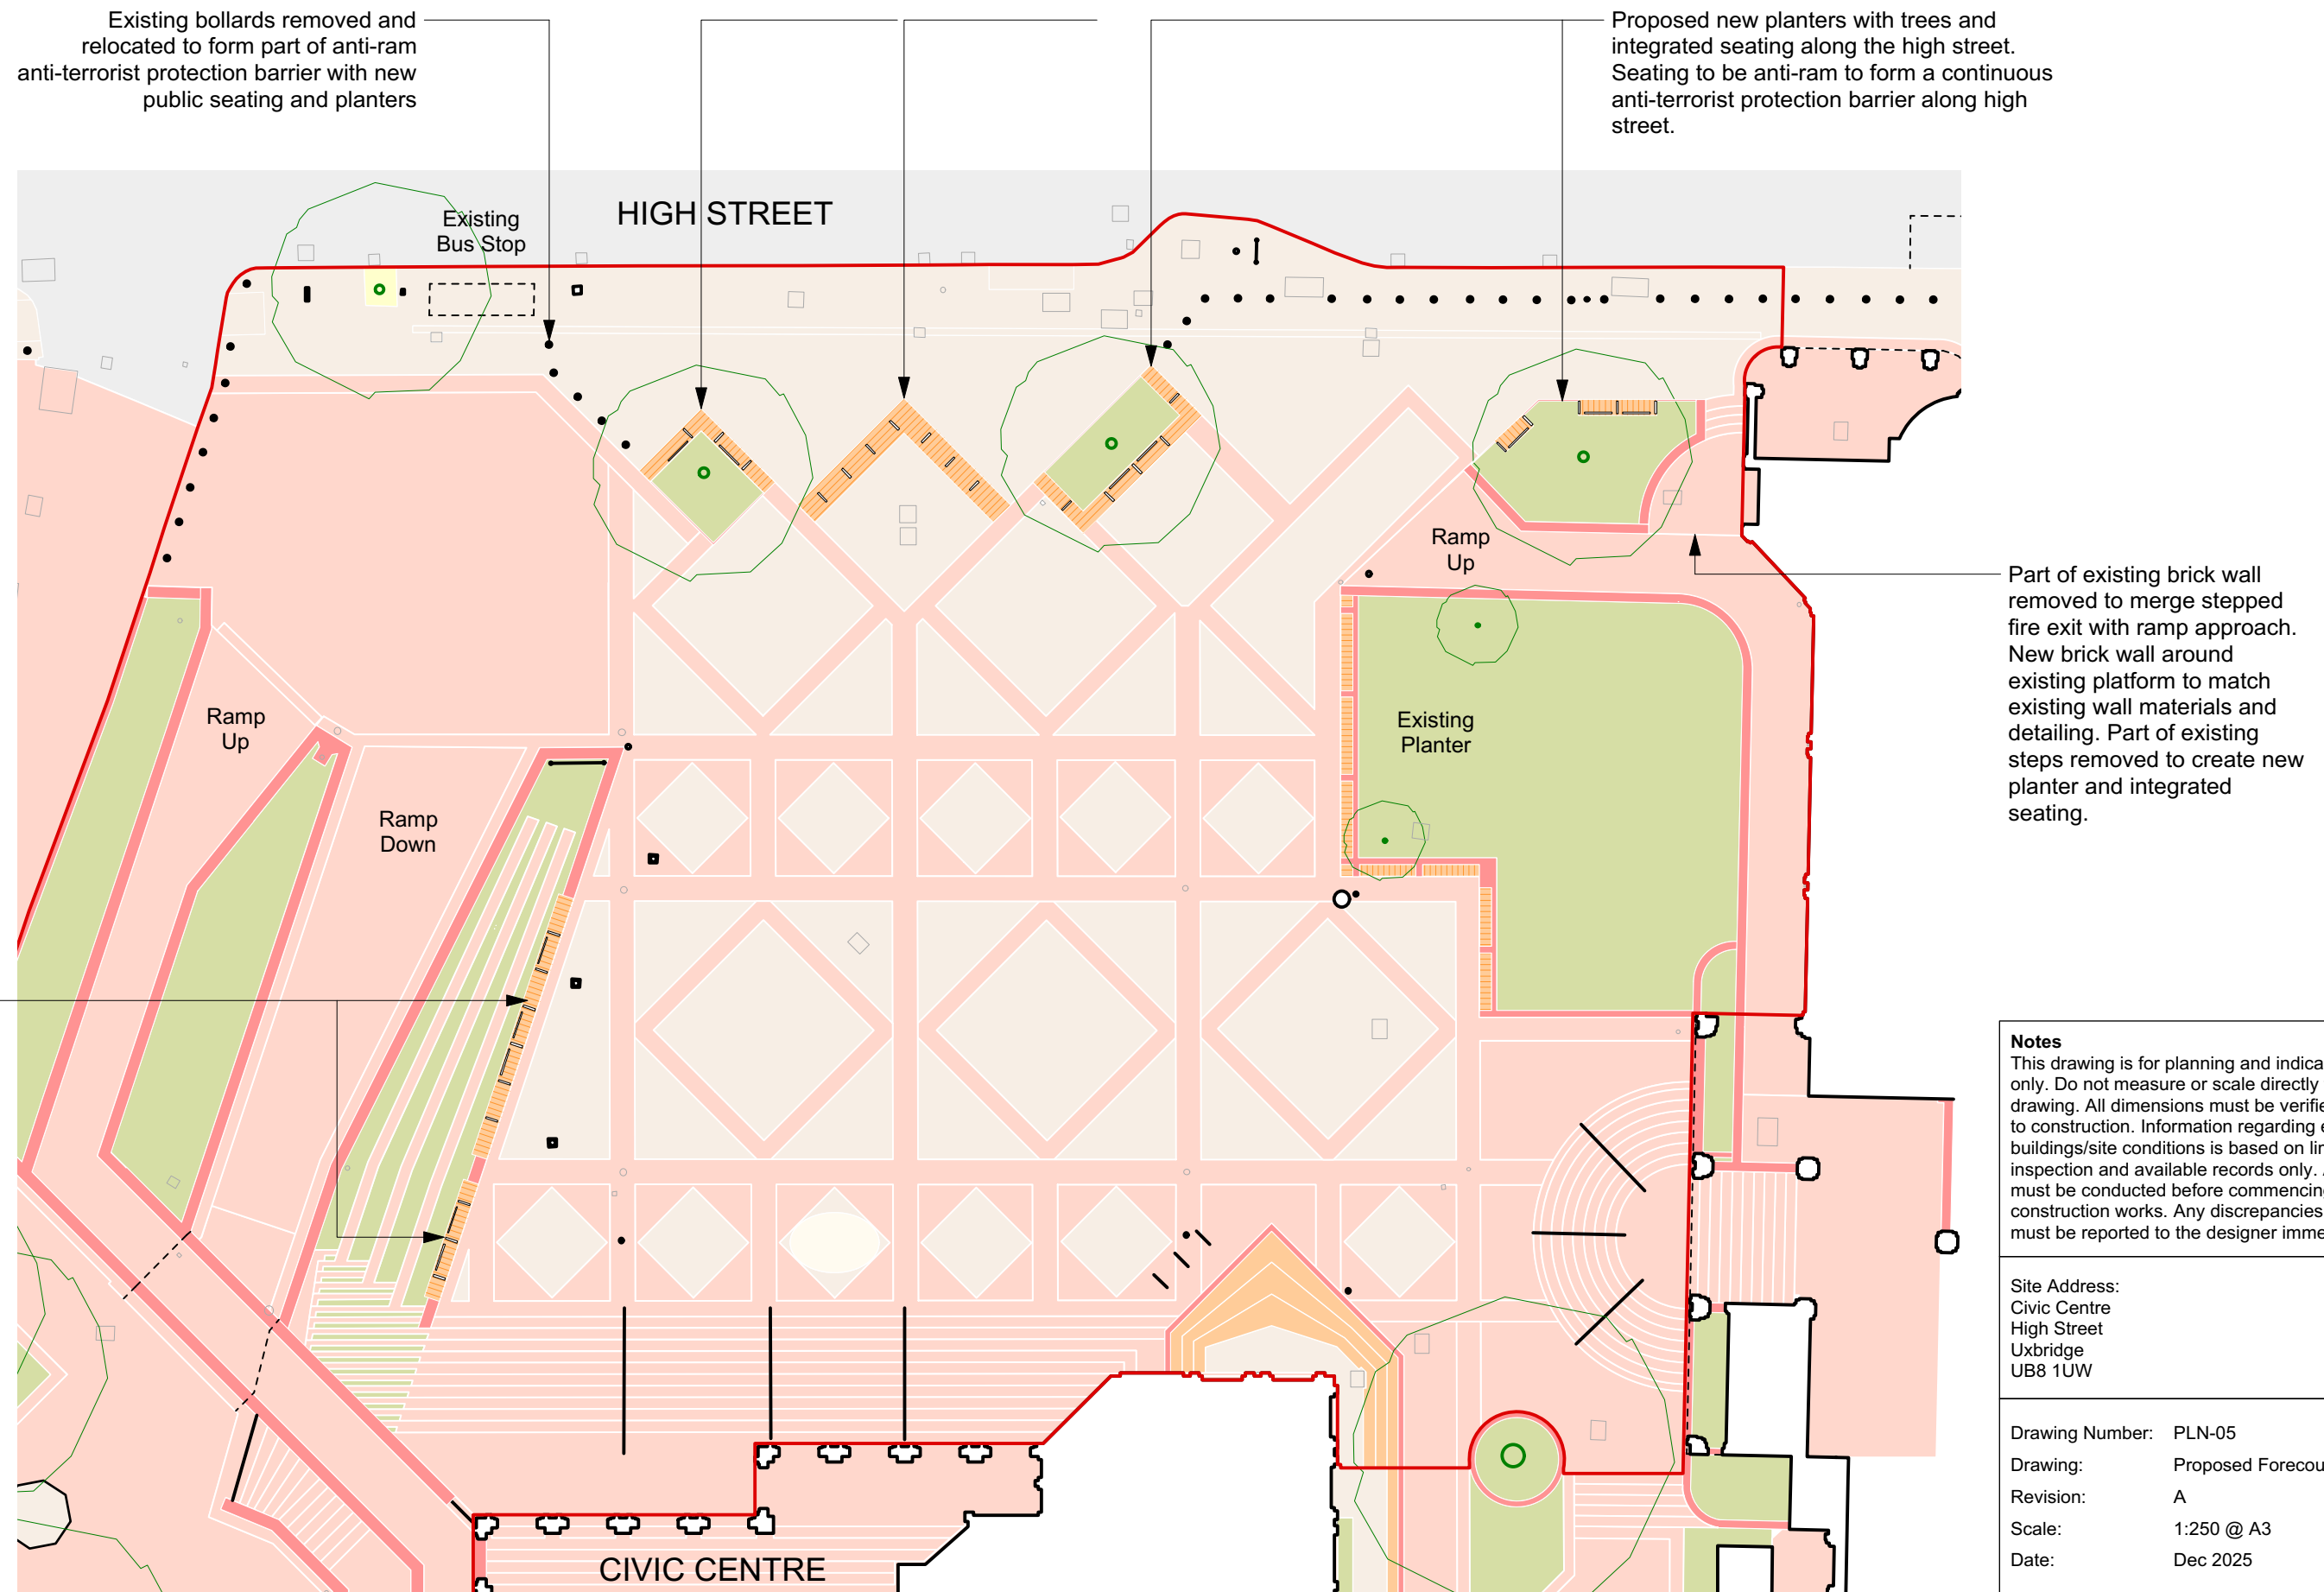 Existing bollards removed and
relocated to form part of anti-ram
anti-terrorist protection barrier with new
public seating and planters
Proposed new planters with trees and
integrated seating along the high street.
Seating to be anti-ram to form a continuous
anti-terrorist protection barrier along high
street.
HIGH STREET
Existing
Bus Stop
Ramp
Up
Part of existing brick wall
removed to merge stepped
fire exit with ramp approach.
New brick wall around
existing platform to match
existing wall materials and
detailing. Part of existing
steps removed to create new
planter and integrated
seating.
Ramp
Up
Existing
Planter
Ramp
Down
Notes
This drawing is for planning and indica
only. Do not measure or scale directly
drawing. All dimensions must be verifie
to construction. Information regarding e
buildings/site conditions is based on lin
inspection and available records only.
must be conducted before commencin
construction works. Any discrepancies
must be reported to the designer imme
Site Address:
Civic Centre
High Street
Uxbridge
UB8 1UW
Drawing Number: PLN-05
Drawing: Proposed Forecou
Revision: A
Scale: 1:250 @ A3
Date: Dec 2025
CIVIC CENTRE